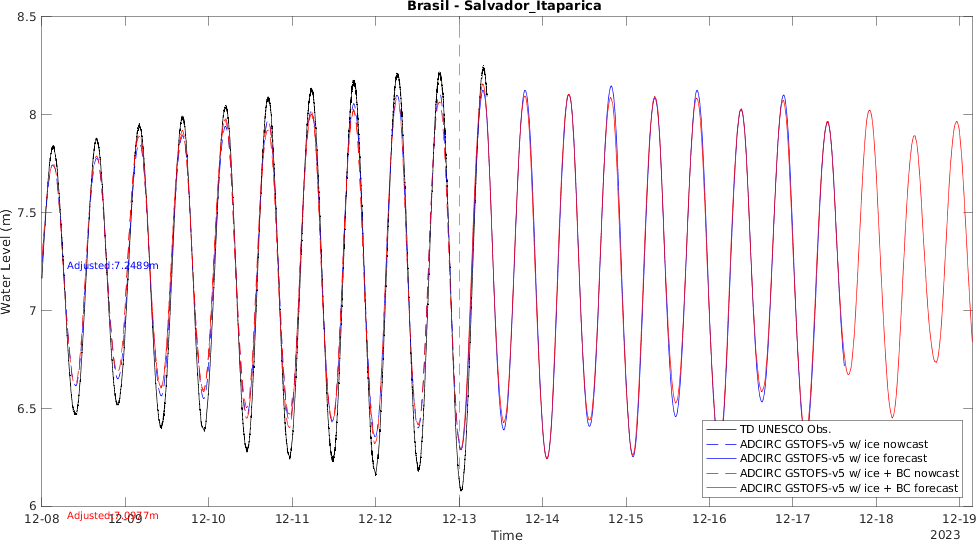 Brasil - Salvador_Itaparica
8.5
8
7.5
7
6.5
6
Water Level (m)
Adjusted:7.2489m
Adjusted:7.0937m
TD UNESCO Obs.
ADCIRC GSTOFS-v5 w/ ice nowcast
ADCIRC GSTOFS-v5 w/ ice forecast
ADCIRC GSTOFS-v5 w/ ice + BC nowcast
ADCIRC GSTOFS-v5 w/ ice + BC forecast
12-08 12-09 12-10 12-11 12-12 12-13 12-14 12-15 12-16 12-17 12-18 12-19
Time
2023